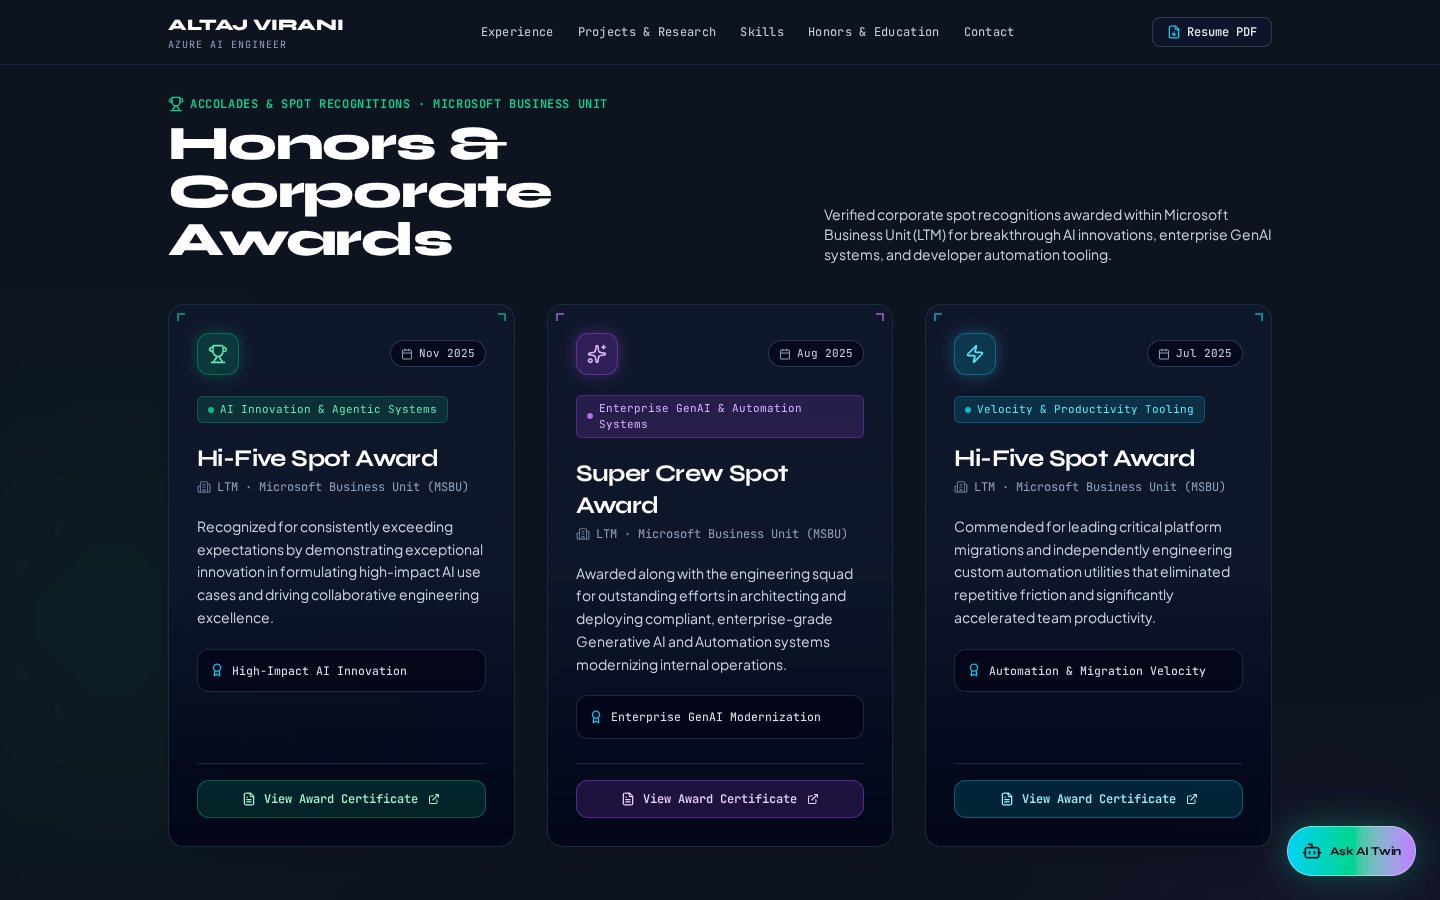 ALTAJ VIRANI
AZURE AI ENGINEER
Experience
Projects & Research
Skills
Honors & Education
Contact
Resume PDF
ACCOLADES & SPOT RECOGNITIONS · MICROSOFT BUSINESS UNIT
Honors &
Corporate
Awards
Verified corporate spot recognitions awarded within Microsoft
Business Unit (LTM) for breakthrough AI innovations, enterprise GenAI
systems, and developer automation tooling.
Nov 2025
AI Innovation & Agentic Systems
Hi-Five Spot Award
LTM · Microsoft Business Unit (MSBU)
Recognized for consistently exceeding
expectations by demonstrating exceptional
innovation in formulating high-impact AI use
cases and driving collaborative engineering
excellence.
High-Impact AI Innovation
View Award Certificate
Aug 2025
Enterprise GenAI & Automation
Systems
Super Crew Spot
Award
LTM · Microsoft Business Unit (MSBU)
Awarded along with the engineering squad
for outstanding efforts in architecting and
deploying compliant, enterprise-grade
Generative AI and Automation systems
modernizing internal operations.
Enterprise GenAI Modernization
View Award Certificate
Jul 2025
Velocity & Productivity Tooling
Hi-Five Spot Award
LTM · Microsoft Business Unit (MSBU)
Commended for leading critical platform
migrations and independently engineering
custom automation utilities that eliminated
repetitive friction and significantly
accelerated team productivity.
Automation & Migration Velocity
View Award Certificate
Ask AI Twin